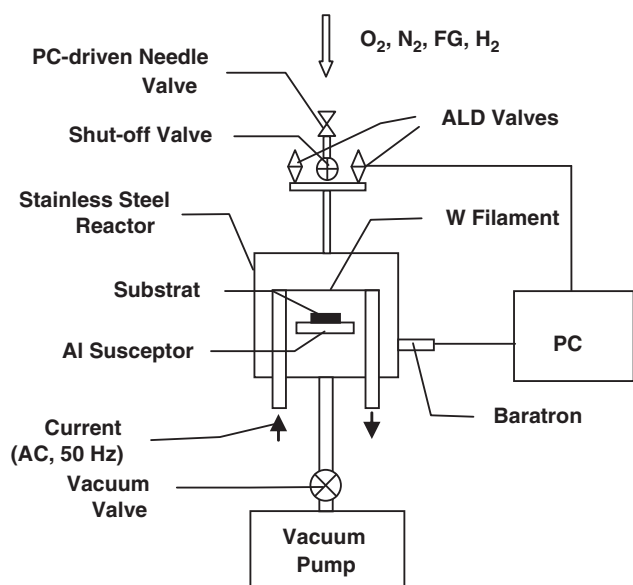 O2, N2, FG, H2
PC-driven Needle
Valve
ALD Valves
Shut-off Valve
Stainless Steel
Reactor
W Filament
Substrat
Al Susceptor
PC
Baratron
Current
(AC, 50 Hz)
Vacuum
Valve
Vacuum
Pump